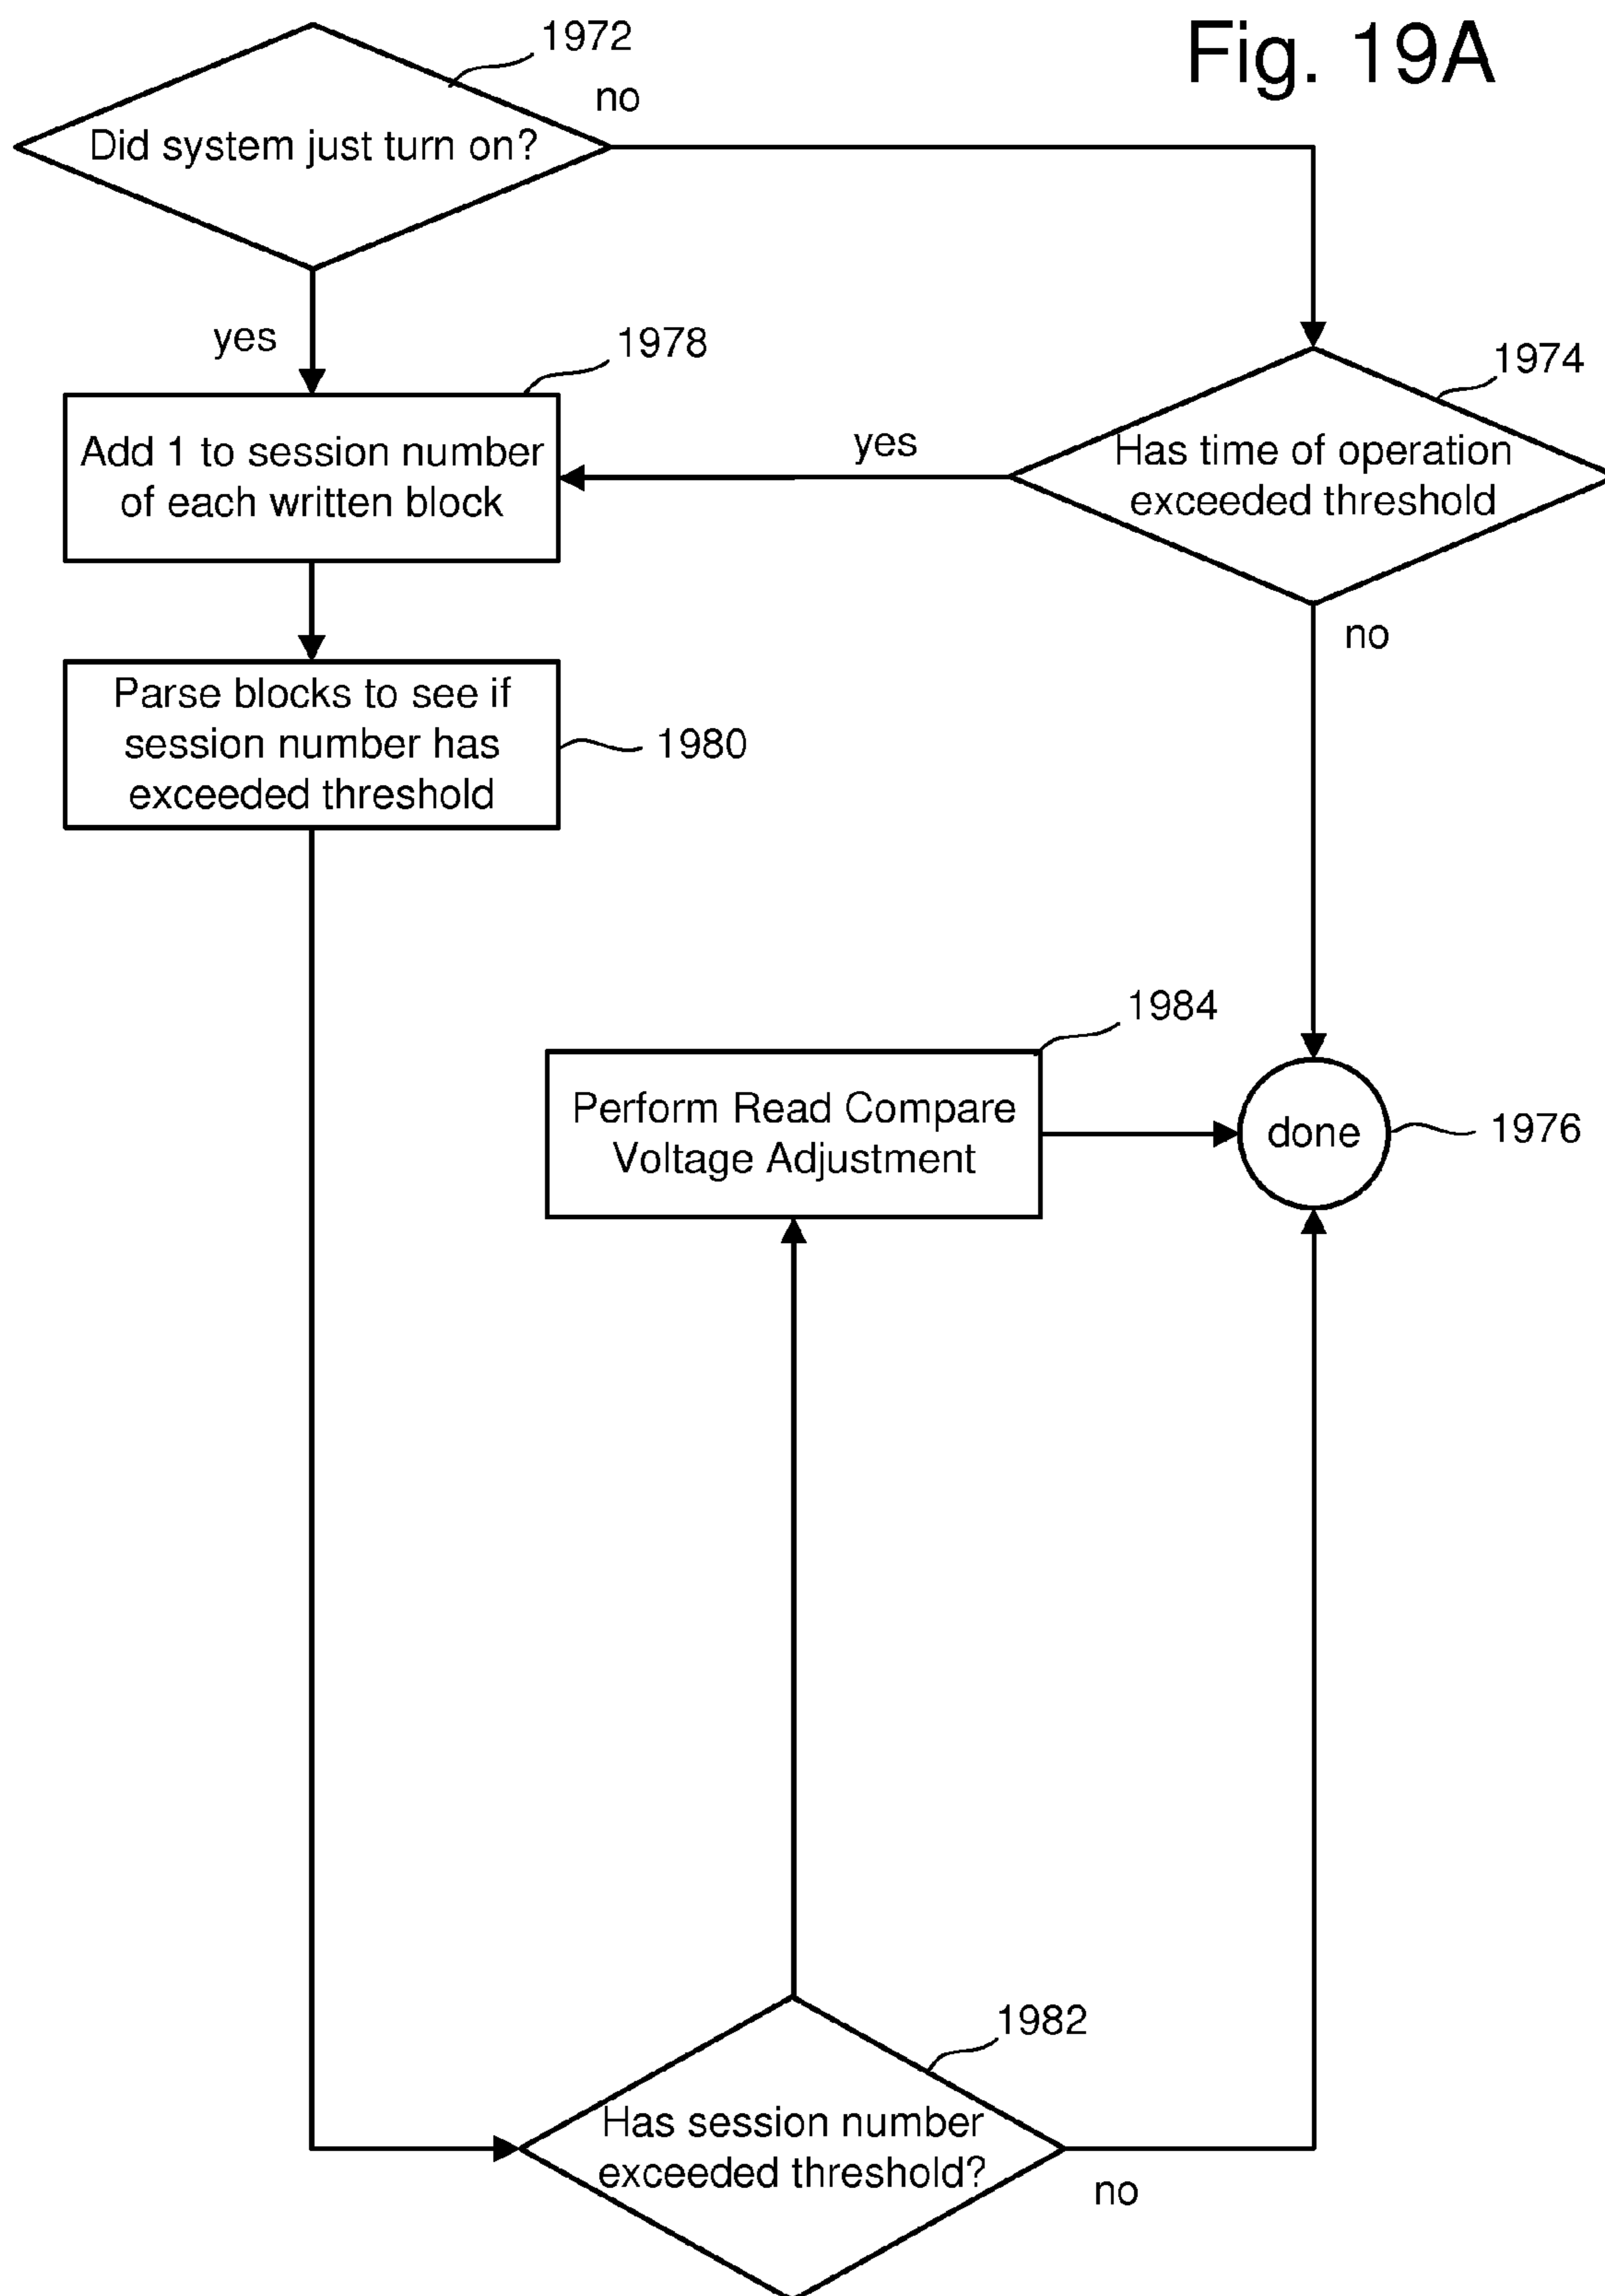 Fig. 19A
1972
no
Did system just turn on?
yes
1978
1974
Add 1 to session number
of each written block
yes
Has time of operation
exceeded threshold
no
Parse blocks to see if
session number has
exceeded threshold
1980
1984
Perform Read Compare
Voltage Adjustment
done
1976
1982
Has session number
exceeded threshold?
no